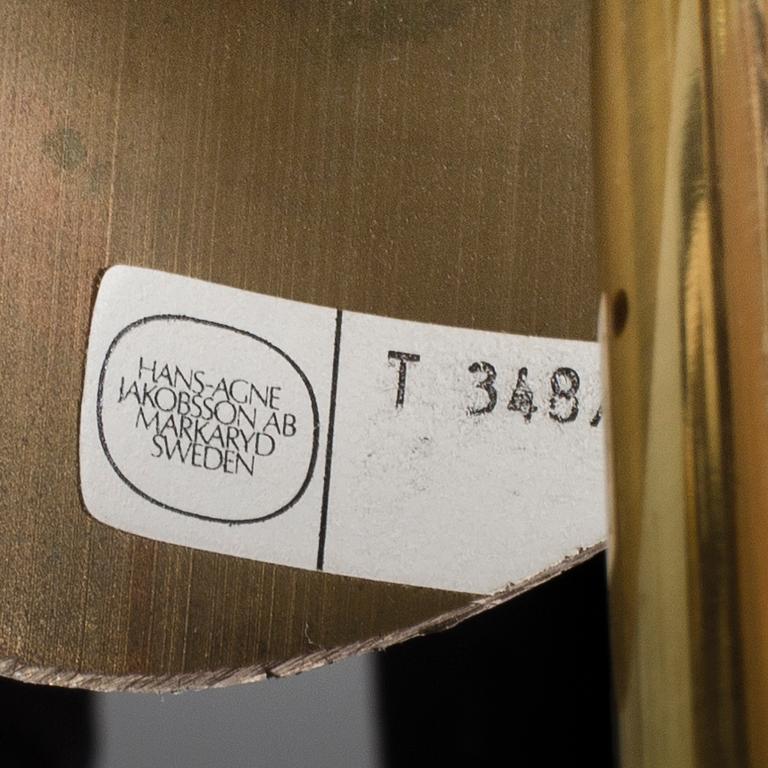 HANS-AGNE
JAKOBSSON AB
MARKARYD
SWEDEN
T 348/